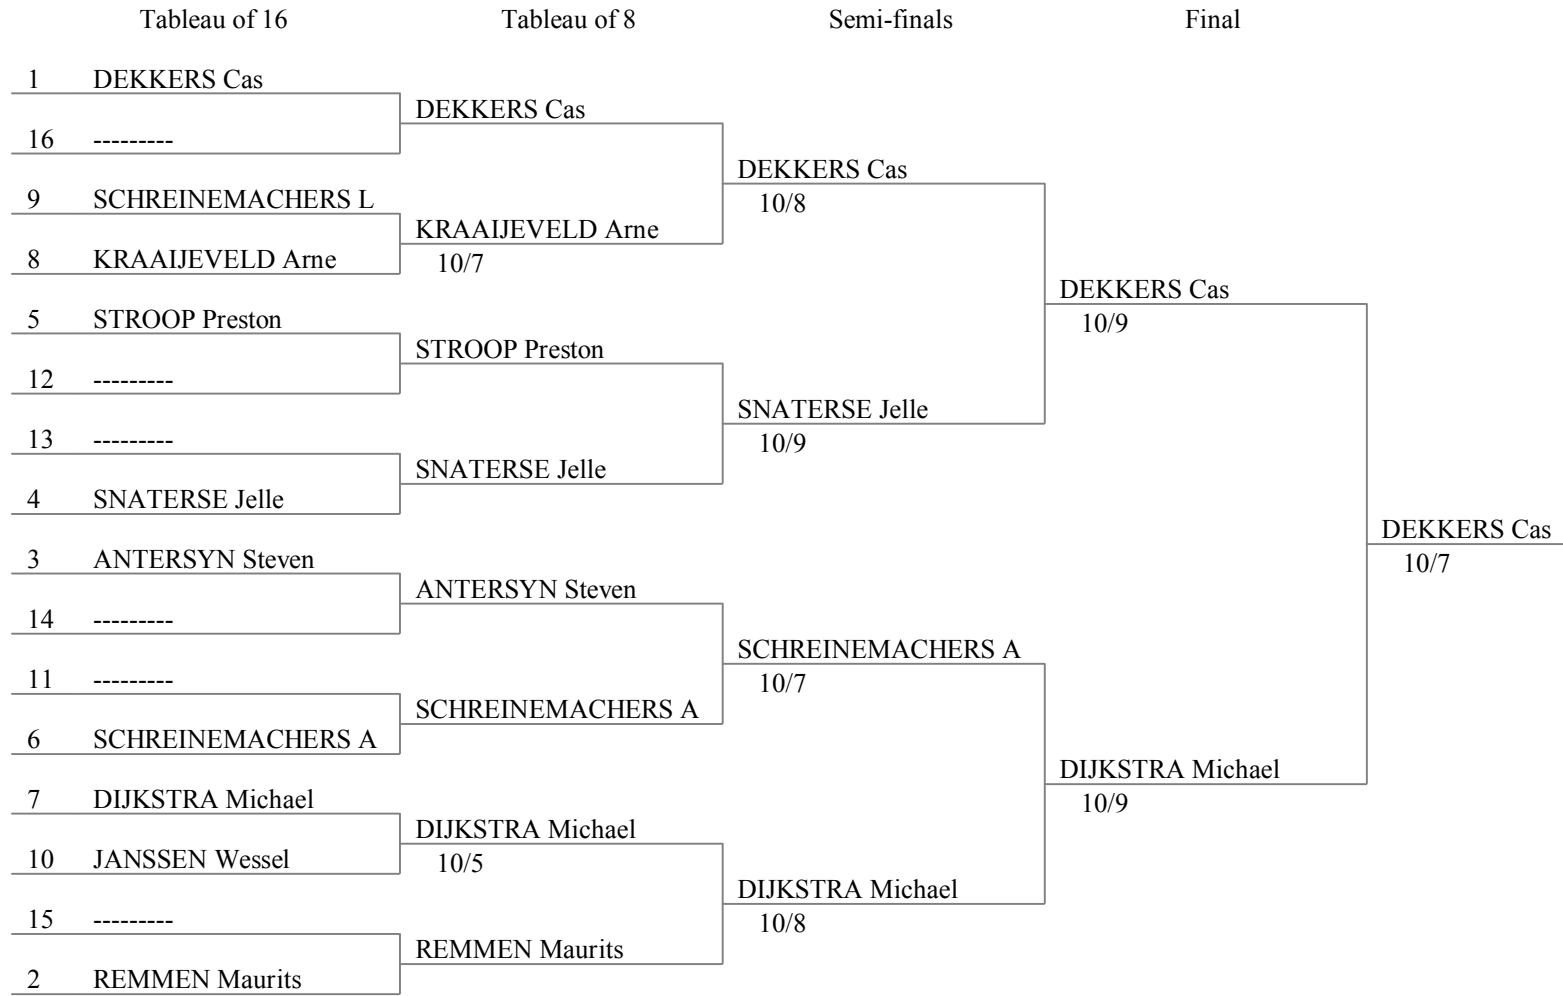 Tableau of 16 Tableau of 8 Semi-finals Final
1 DEKKERS Cas
DEKKERS Cas
16 ---------
DEKKERS Cas
9 SCHREINEMACHERS L
10/8
KRAAIJEVELD Arne
8 KRAAIJEVELD Arne
10/7
DEKKERS Cas
5 STROOP Preston
10/9
STROOP Preston
12 ---------
SNATERSE Jelle
13 ---------
10/9
SNATERSE Jelle
4 SNATERSE Jelle
DEKKERS Cas
3 ANTERSYN Steven
10/7
ANTERSYN Steven
14 ---------
SCHREINEMACHERS A
11 ---------
10/7
SCHREINEMACHERS A
6 SCHREINEMACHERS A
DIJKSTRA Michael
7 DIJKSTRA Michael
10/9
DIJKSTRA Michael
10 JANSSEN Wessel
10/5
DIJKSTRA Michael
15 ---------
10/8
REMMEN Maurits
2 REMMEN Maurits